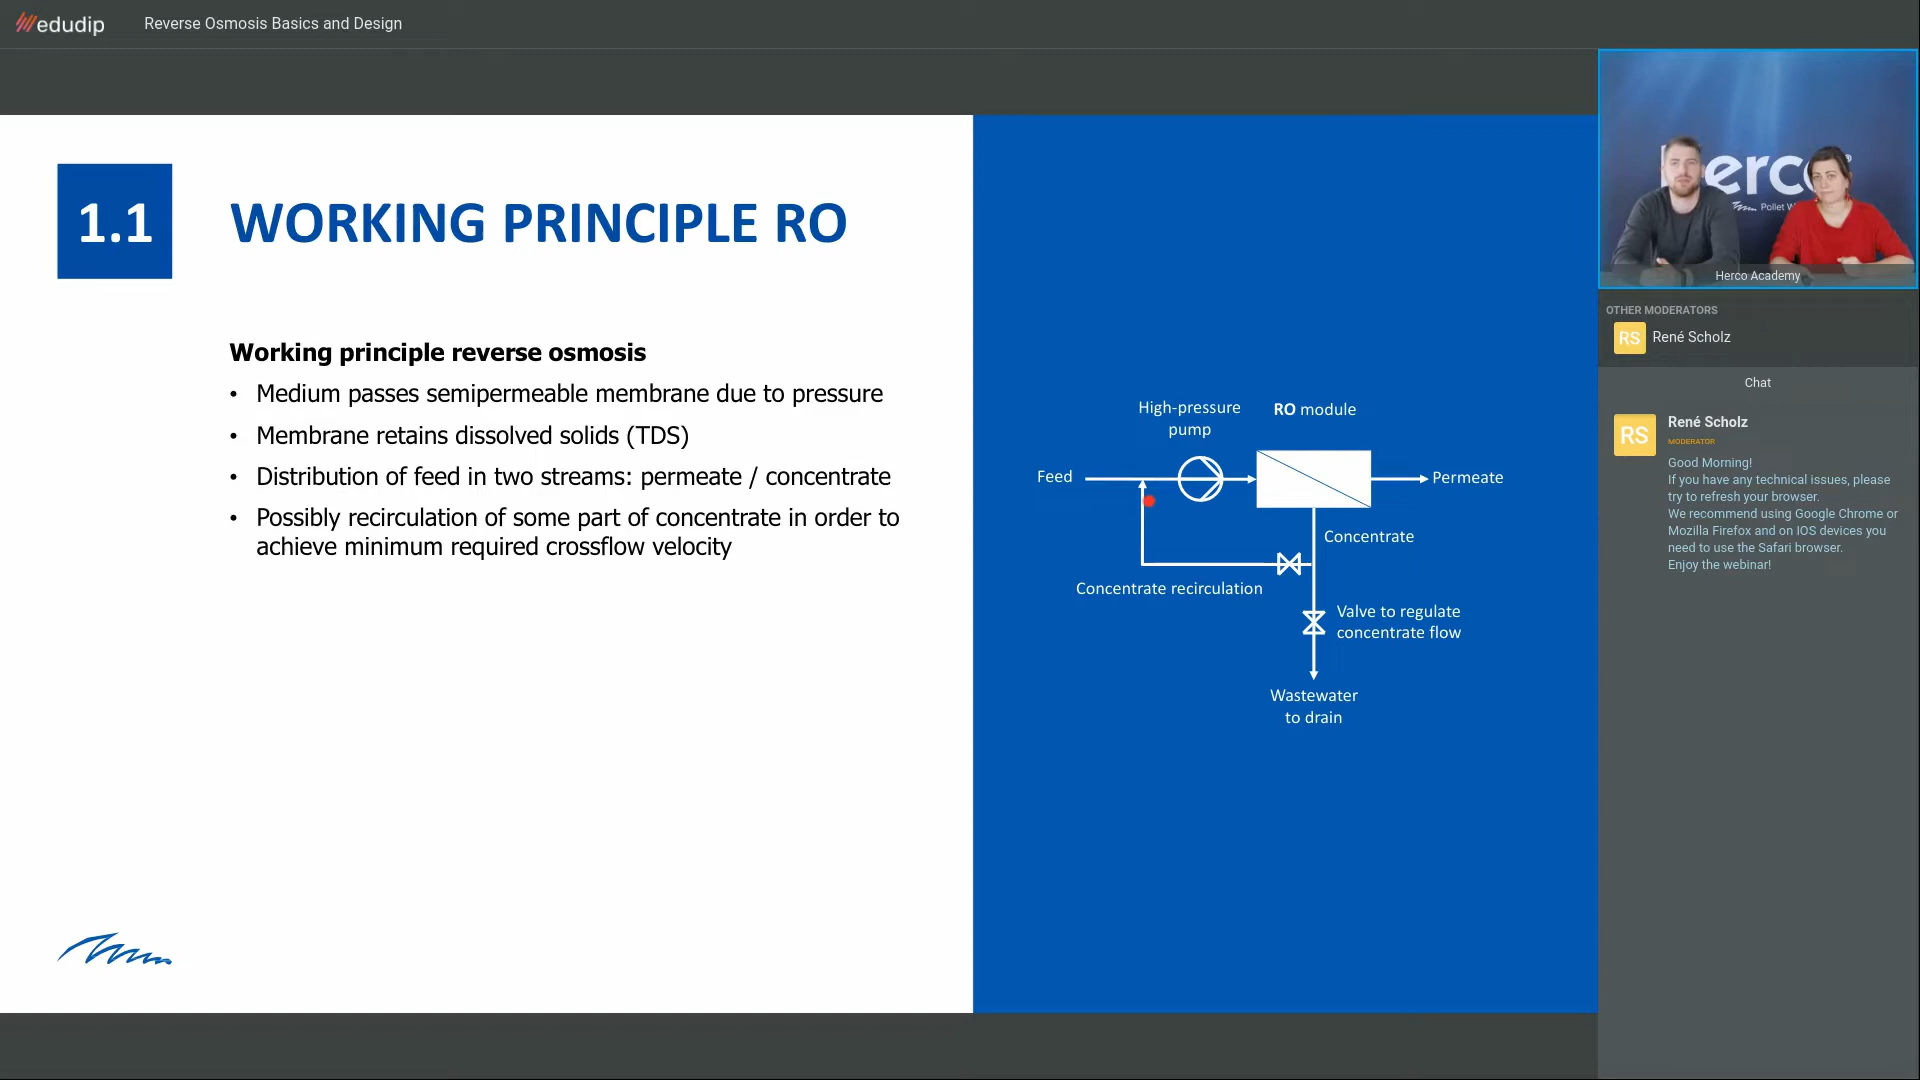 edudip
Reverse Osmosis Basics and Design
1.1
WORKING PRINCIPLE RO
Working principle reverse osmosis
• Medium passes semipermeable membrane due to pressure
• Membrane retains dissolved solids (TDS)
• Distribution of feed in two streams: permeate / concentrate
• Possibly recirculation of some part of concentrate in order to
achieve minimum required crossflow velocity
High-pressure
pump
RO module
Feed
Permeate
Concentrate
Concentrate recirculation
Valve to regulate
concentrate flow
Wastewater
to drain
Pollet
Herco Academy
OTHER MODERATORS
RS
René Scholz
Chat
RS
René Scholz
MODERATOR
Good Morning!
If you have any technical issues, please
try to refresh your browser.
We recommend using Google Chrome or
Mozilla Firefox and on IOS devices you
need to use the Safari browser.
Enjoy the webinar!